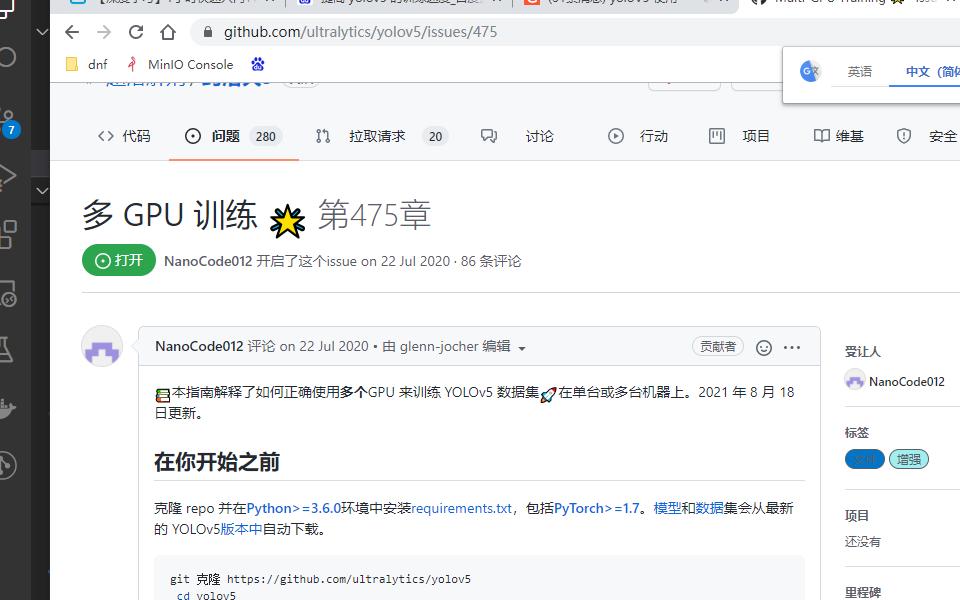 github.com/ultralytics/yolov5/issues/475
dnf MinIO Console
英语 中文（简体
7
代码 问题 280 拉取请求 20 讨论 行动 项目 维基 安全
多 GPU 训练 第475章
打开 NanoCode012 开启了这个issue on 22 Jul 2020 · 86 条评论
NanoCode012 评论 on 22 Jul 2020 • 由 glenn-jocher 编辑
贡献者
本指南解释了如何正确使用多个GPU 来训练 YOLOv5 数据集 在单台或多台机器上。2021 年 8 月 18
日更新。
在你开始之前
克隆 repo 并在Python>=3.6.0环境中安装requirements.txt，包括PyTorch>=1.7。模型和数据集会从最新
的 YOLOv5版本中自动下载。
git 克隆 https://github.com/ultralytics/yolov5
cd yolov5
受让人
NanoCode012
标签
增强
项目
还没有
里程碑